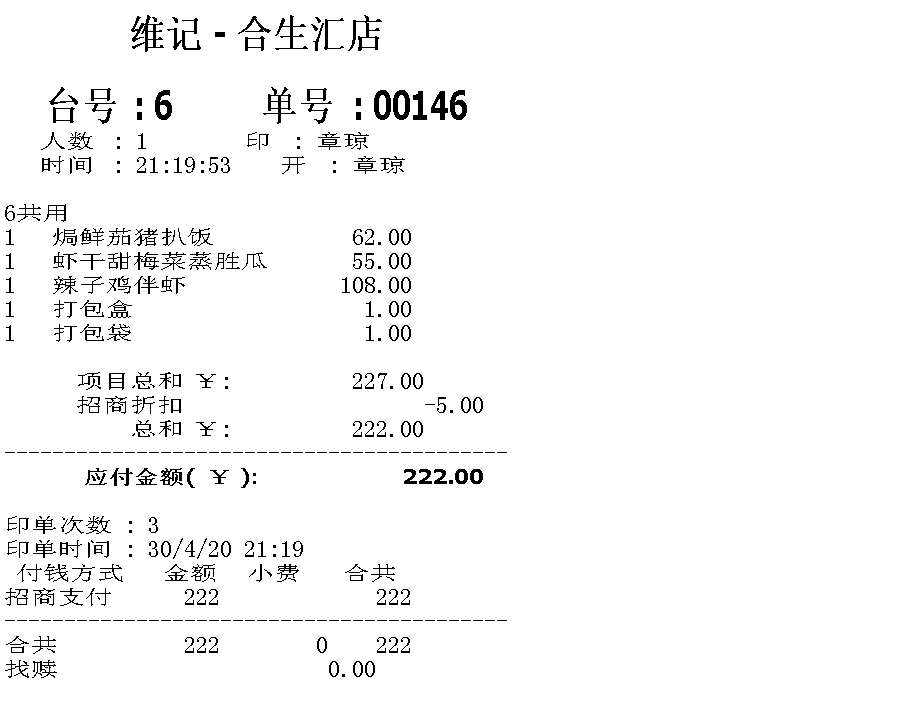 维记 - 合生汇店
台号 : 6 单号 : 00146
人数 : 1 印 : 章琼
时间 : 21:19:53 开 : 章琼
6共用
1 焗鲜茄猪扒饭 62.00
1 虾干甜梅菜蒸胜瓜 55.00
1 辣子鸡伴虾 108.00
1 打包盒 1.00
1 打包袋 1.00
项目总和 ￥: 227.00
招商折扣 -5.00
总和 ￥: 222.00
------------------------------------------
应付金额( ￥ ): 222.00
印单次数 : 3
印单时间 : 30/4/20 21:19
付钱方式 金额 小费 合共
招商支付 222 222
------------------------------------------
合共 222 0 222
找赎 0.00